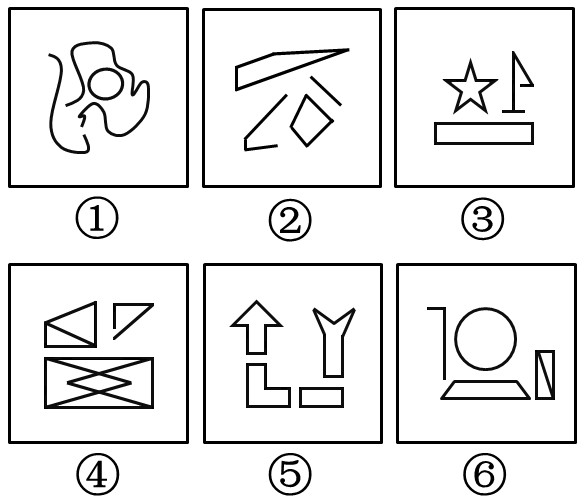 ① ② ③
④ ⑤ ⑥